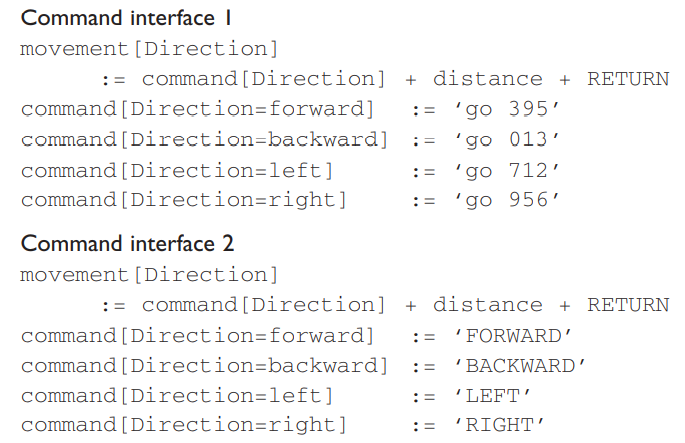 Command interface 1
movement[Direction]
:= command[Direction] + distance + RETURN
command[Direction=forward] := ‘go 395’
command[Direction=backward] := ‘go 013’
command[Direction=left] := ‘go 712’
command[Direction=right] := ‘go 956’
Command interface 2
movement[Direction]
:= command[Direction] + distance + RETURN
command[Direction=forward] := ‘FORWARD’
command[Direction=backward] := ‘BACKWARD’
command[Direction=left] := ‘LEFT’
command[Direction=right] := ‘RIGHT’